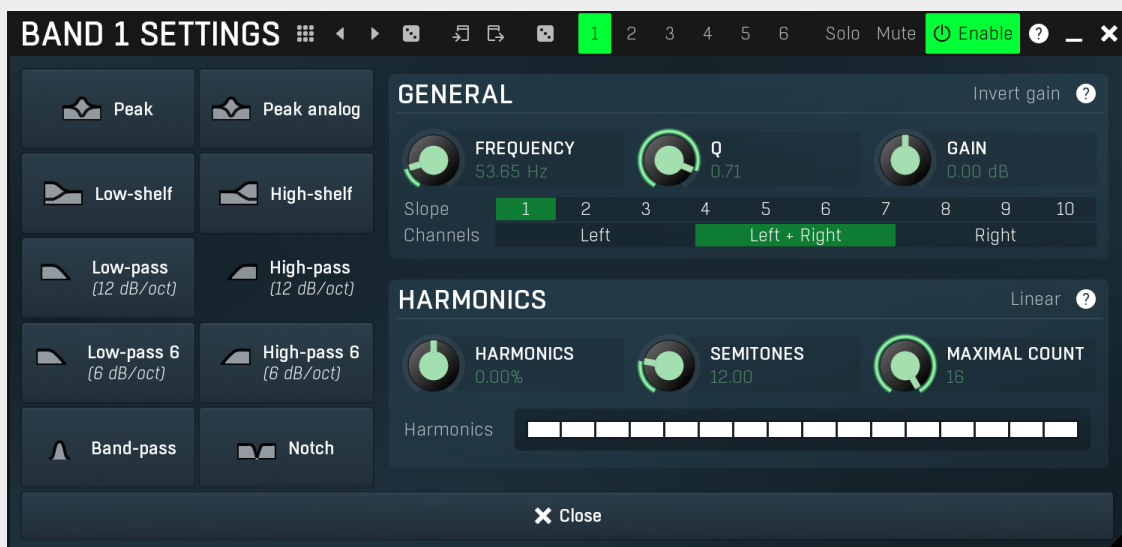 BAND 1 SETTINGS
1 2 3 4 5 6 Solo Mute Enable ?
Peak
Peak analog
Low-shelf
High-shelf
Low-pass
(12 dB/oct)
High-pass
(12 dB/oct)
Low-pass 6
(6 dB/oct)
High-pass 6
(6 dB/oct)
Band-pass
Notch
GENERAL
Invert gain ?
FREQUENCY
53.65 Hz
Q
0.71
GAIN
0.00 dB
Slope 1 2 3 4 5 6 7 8 9 10
Channels Left Left + Right Right
HARMONICS
Linear ?
HARMONICS
0.00%
SEMITONES
12.00
MAXIMAL COUNT
16
Harmonics
Close